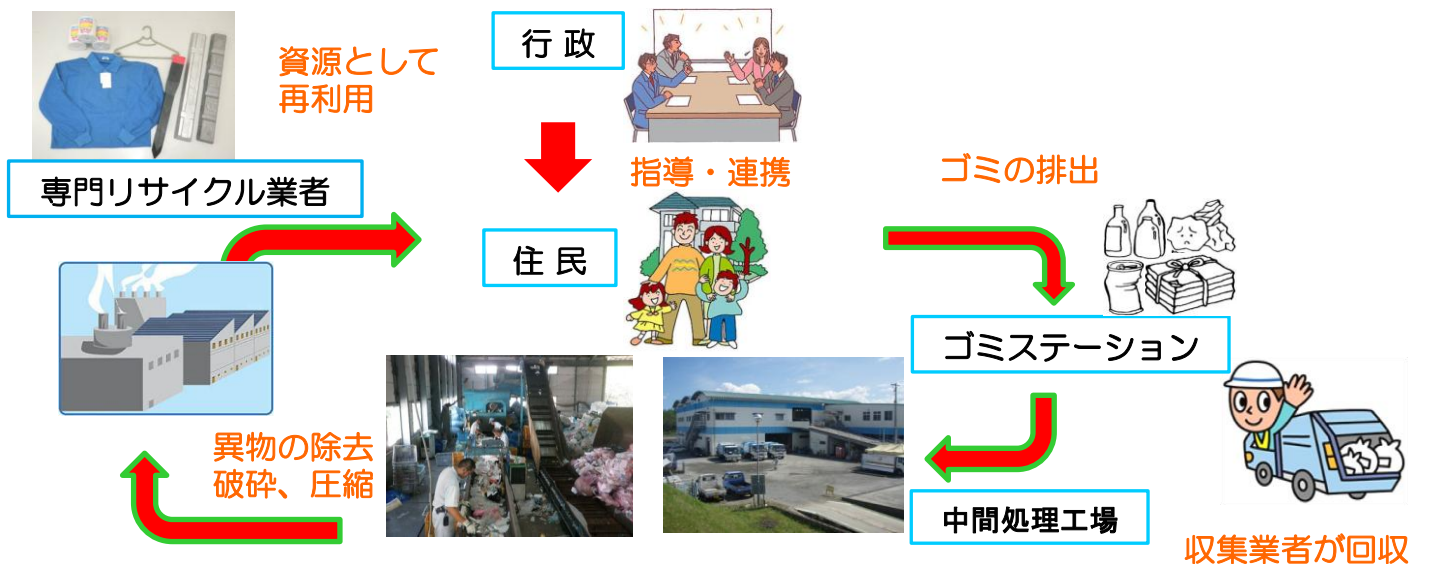 行 政
資源として
再利用
指導・連携
ゴミの排出
専門リサイクル業者
住 民
ゴミステーション
異物の除去
破砕、圧縮
中間処理工場
収集業者が回収